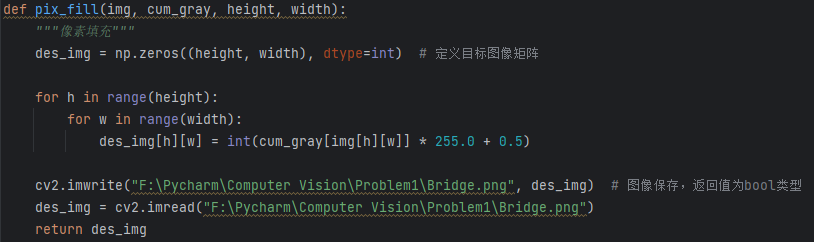 def pix_fill(img, cum_gray, height, width):
    """像素填充"""
    des_img = np.zeros((height, width), dtype=int)  # 定义目标图像矩阵
    for h in range(height):
        for w in range(width):
            des_img[h][w] = int(cum_gray[img[h][w]] * 255.0 + 0.5)
    cv2.imwrite("F:\Pycharm\Computer Vision\Problem1\Bridge.png", des_img)  # 图像保存，返回值为bool类型
    des_img = cv2.imread("F:\Pycharm\Computer Vision\Problem1\Bridge.png")
    return des_img